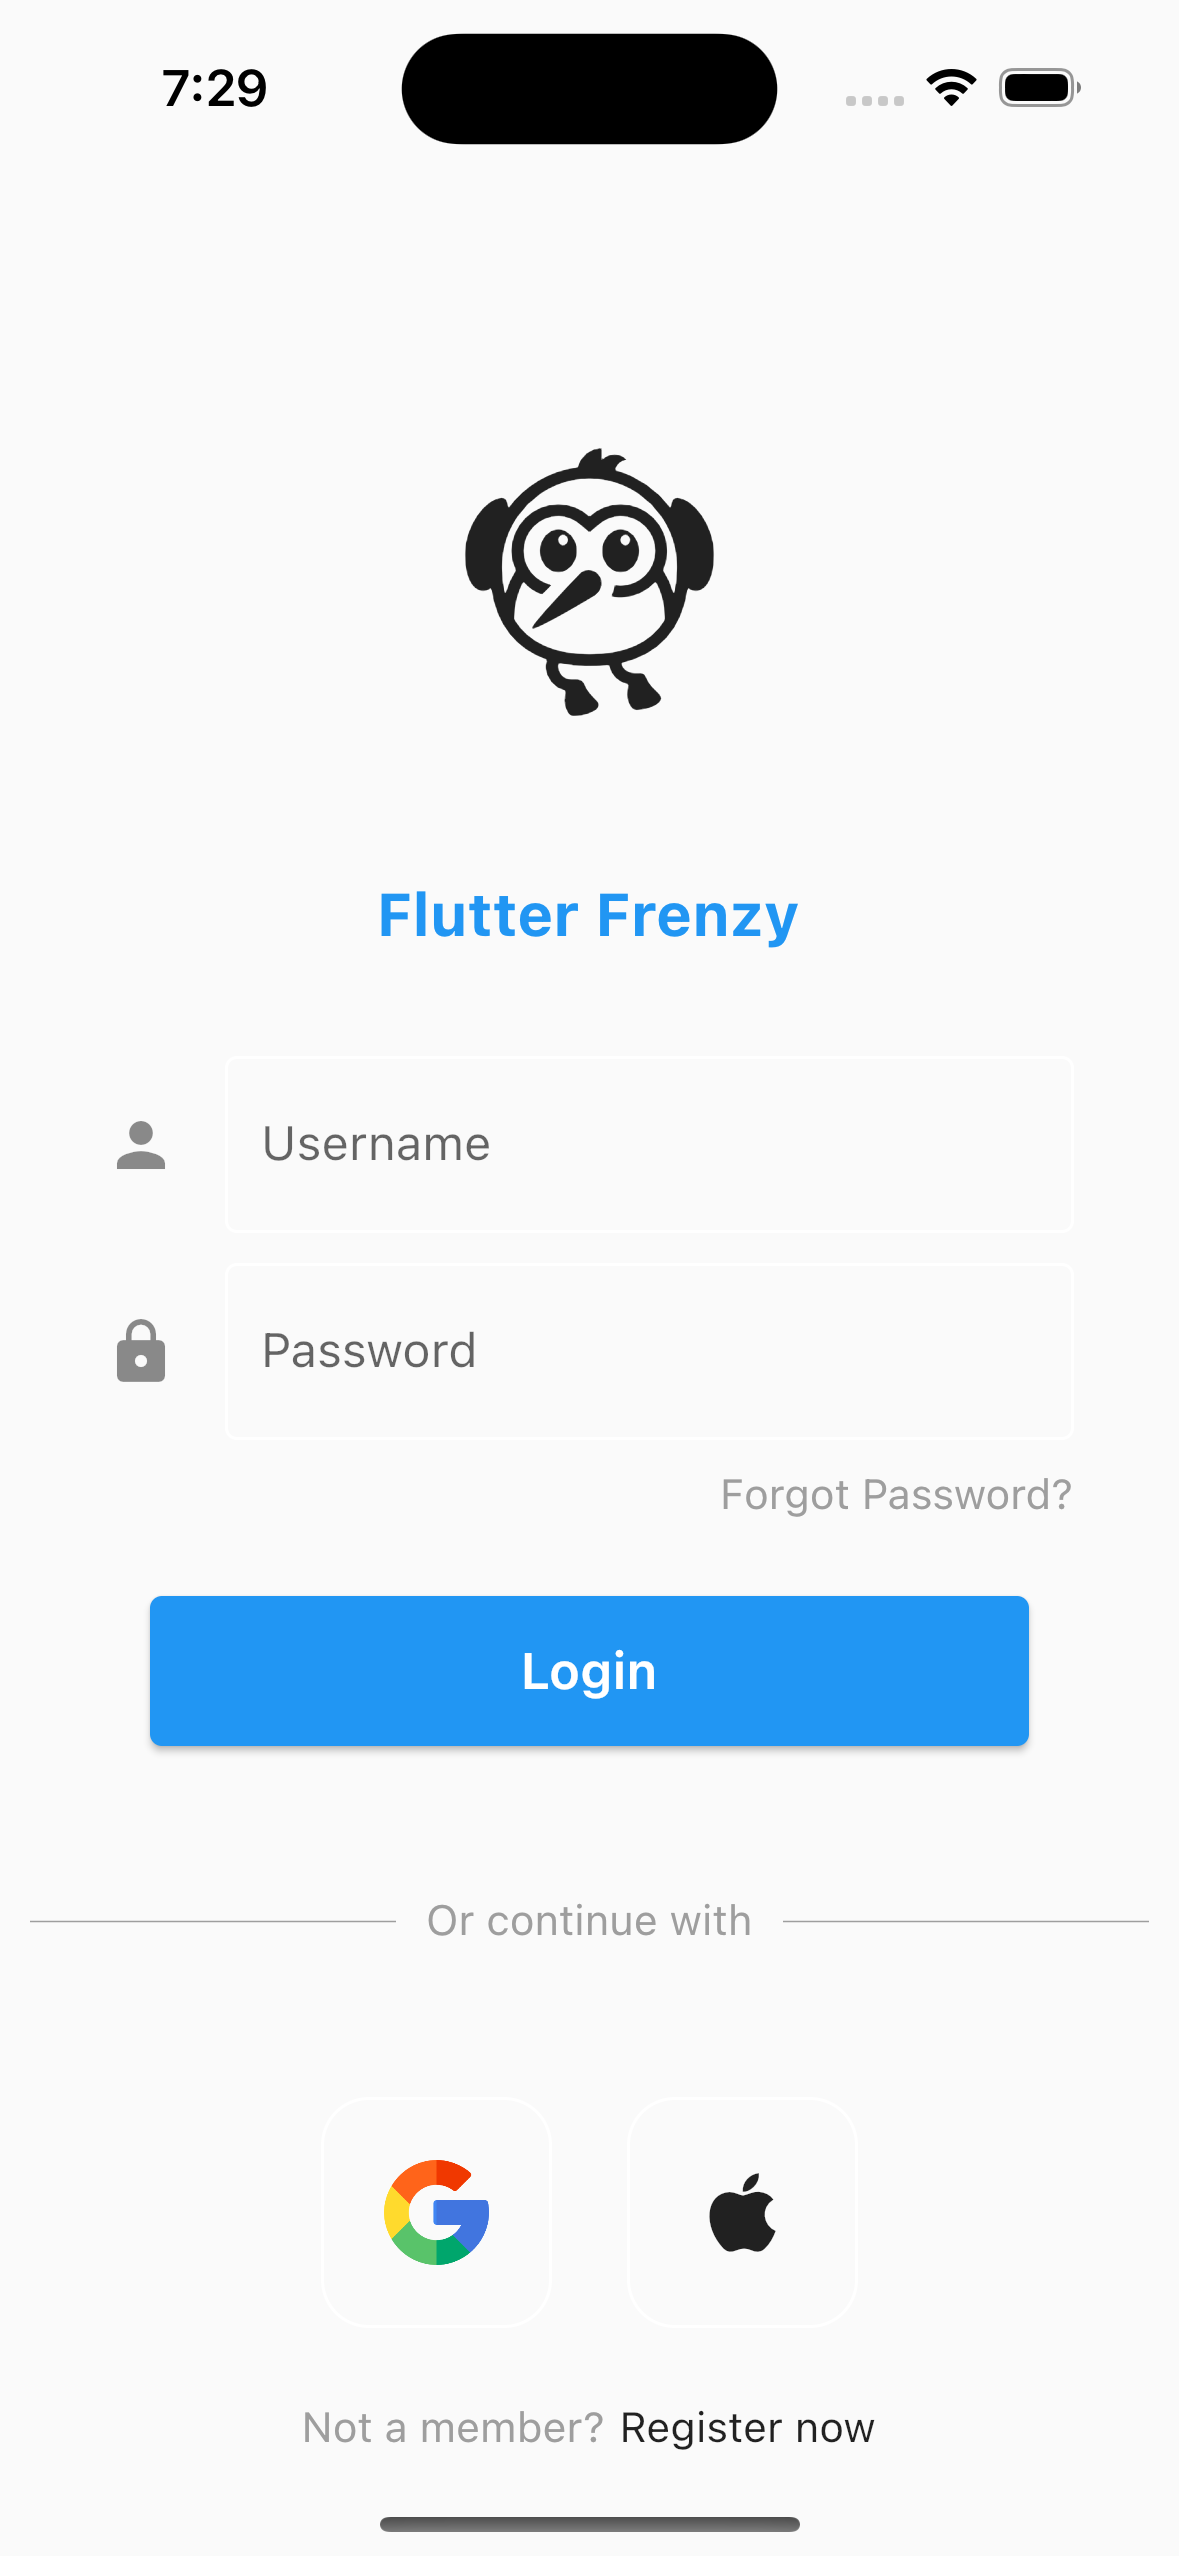 7:29
Flutter Frenzy
Username
Password
Forgot Password?
Login
Or continue with
Not a member? Register now